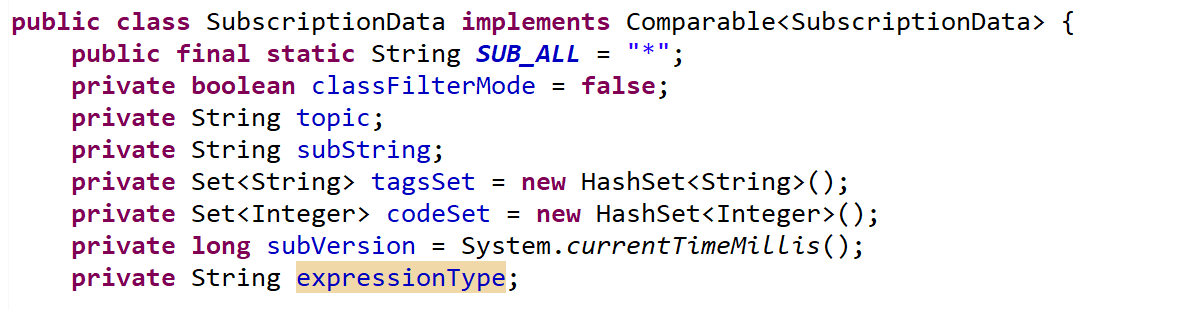 public class SubscriptionData implements Comparable<SubscriptionData> {
    public final static String SUB_ALL = "*";
    private boolean classFilterMode = false;
    private String topic;
    private String subString;
    private Set<String> tagsSet = new HashSet<String>();
    private Set<Integer> codeSet = new HashSet<Integer>();
    private long subVersion = System.currentTimeMillis();
    private String expressionType;